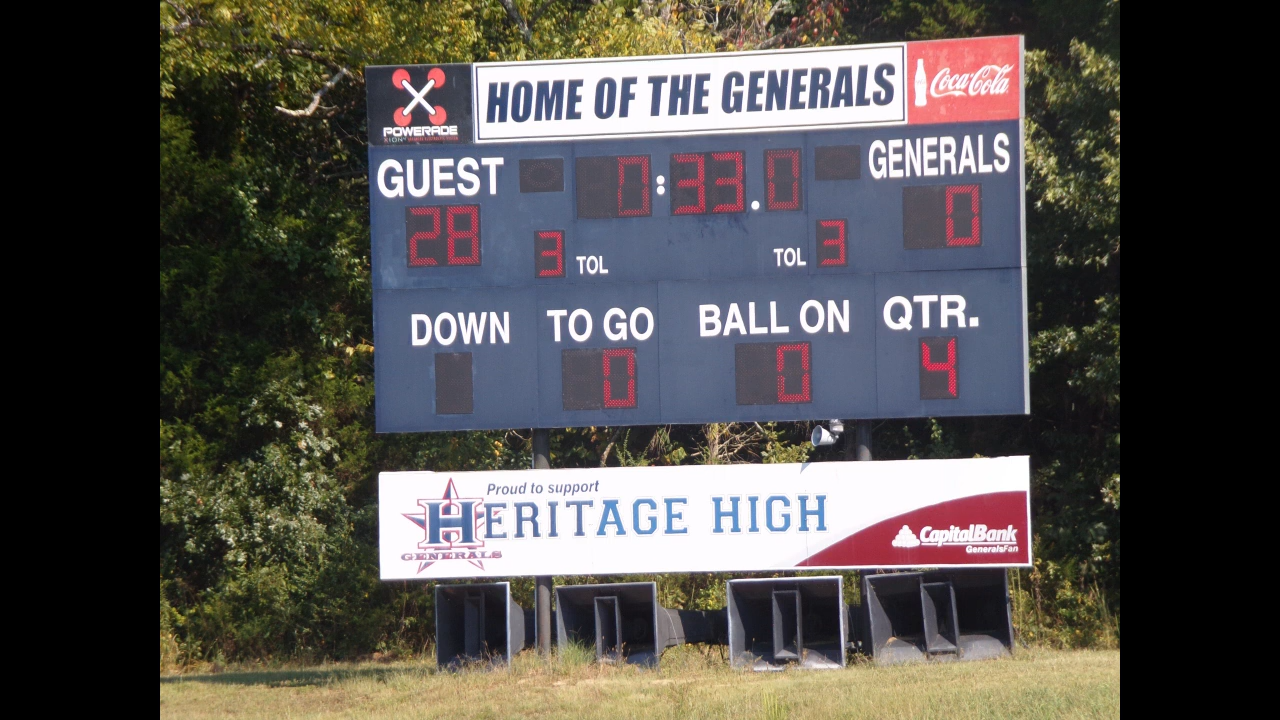 HOME OF THE GENERALS
POWERADE
Coca-Cola
GUEST 0:33.0 GENERALS
28 3 TOL TOL 3 0
DOWN TO GO BALL ON QTR.
0 0 4
Proud to support
HERITAGE HIGH
GENERALS
CapitalBank
GeneralsFan